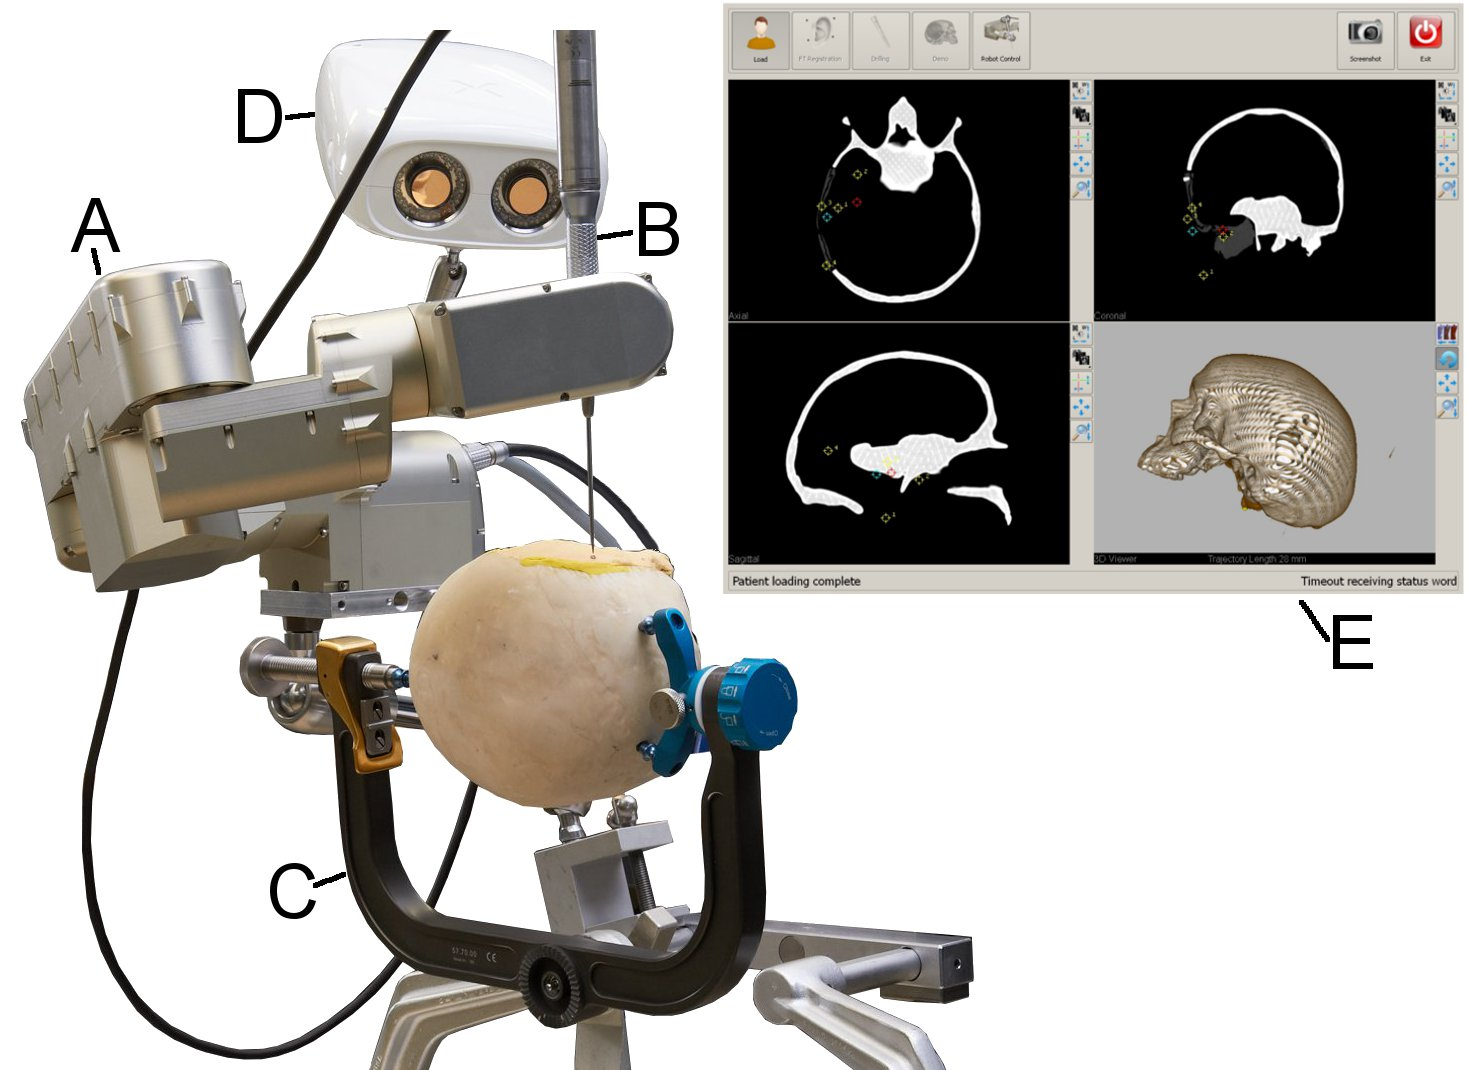 A
B
C
D
E
Load
FT Registration
Drilling
Demo
Robot Control
Screenshot
Exit
Axial
Coronal
Sagittal
3D Viewer
Trajectory Length 28 mm
Patient loading complete
Timeout receiving status word
Open
CE